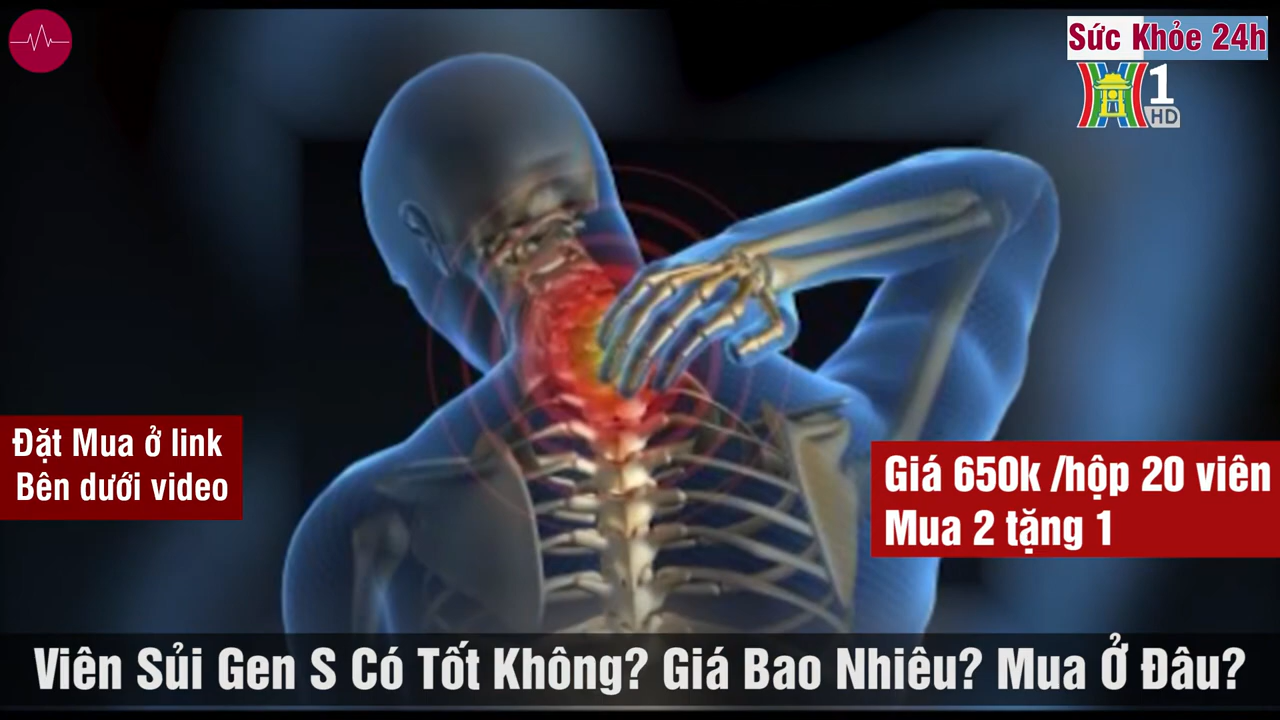 Sức Khỏe 24h
1
HD
Đặt Mua ở link
Bên dưới video
Giá 650k /hộp 20 viên
Mua 2 tặng 1
Viên Sủi Gen S Có Tốt Không? Giá Bao Nhiêu? Mua Ở Đâu?